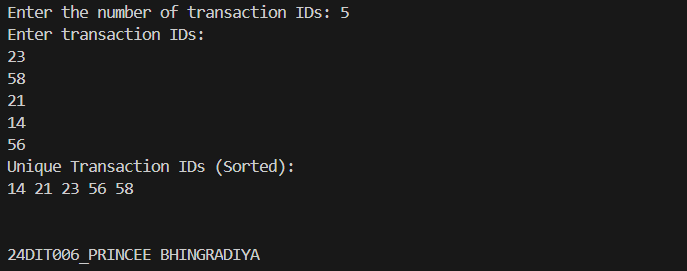 Enter the number of transaction IDs: 5
Enter transaction IDs:
23
58
21
14
56
Unique Transaction IDs (Sorted):
14 21 23 56 58
24DIT006_PRINCEE BHINGRADIYA